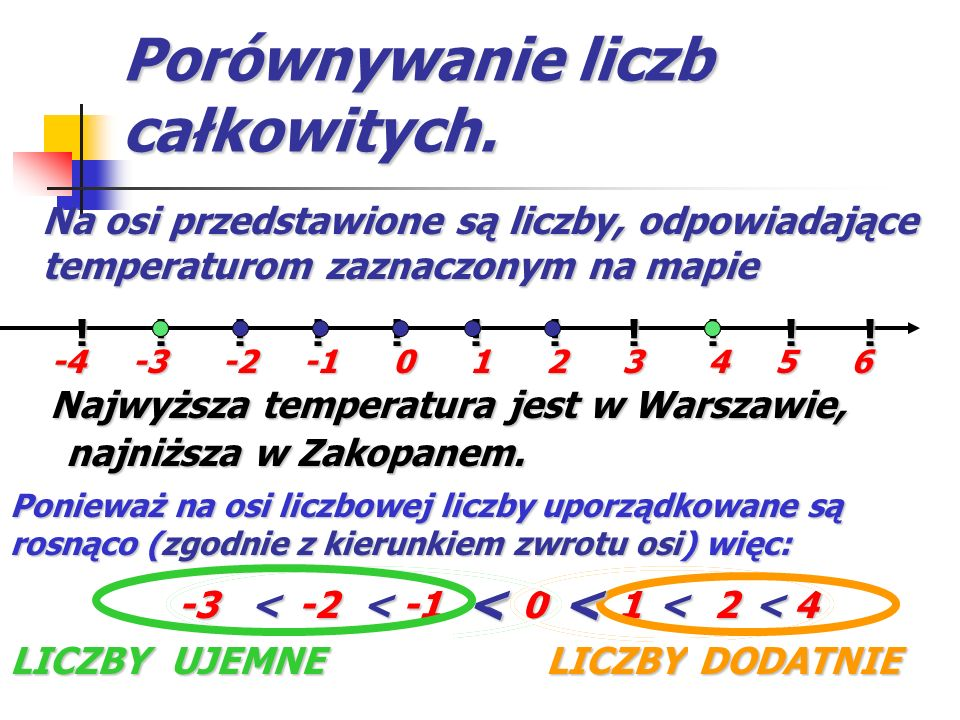 Porównywanie liczb
całkowitych.
Na osi przedstawione są liczby, odpowiadające
temperaturom zaznaczonym na mapie
! ! ! ! ! ! ! ! ! ! !
-4 -3 -2 -1 0 1 2 3 4 5 6
Najwyższa temperatura jest w Warszawie,
najniższa w Zakopanem.
Ponieważ na osi liczbowej liczby uporządkowane są
rosnąco (zgodnie z kierunkiem zwrotu osi) więc:
-3 < -2 < -1 < 0 < 1 < 2 < 4
LICZBY UJEMNE LICZBY DODATNIE